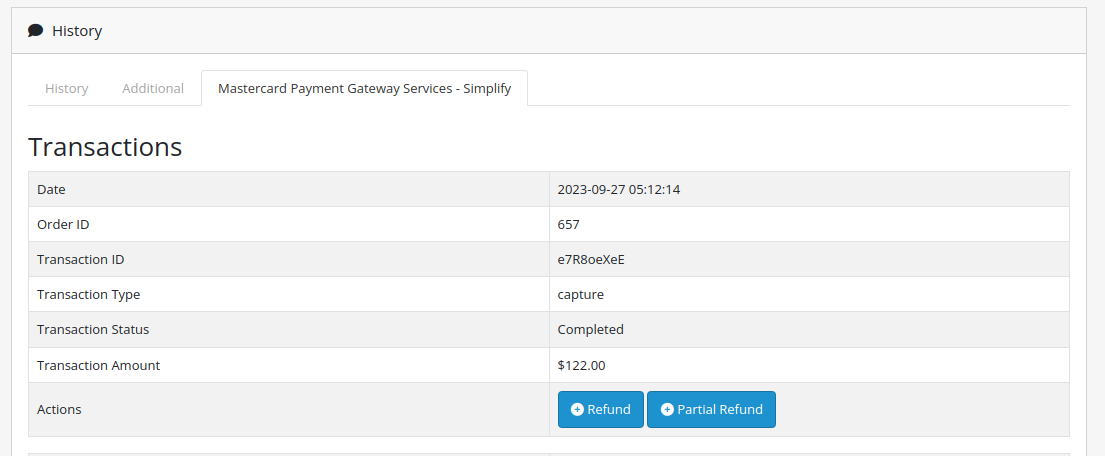 History
History Additional Mastercard Payment Gateway Services - Simplify
Transactions
Date 2023-09-27 05:12:14
Order ID 657
Transaction ID e7R8oeXeE
Transaction Type capture
Transaction Status Completed
Transaction Amount $122.00
Actions Refund Partial Refund